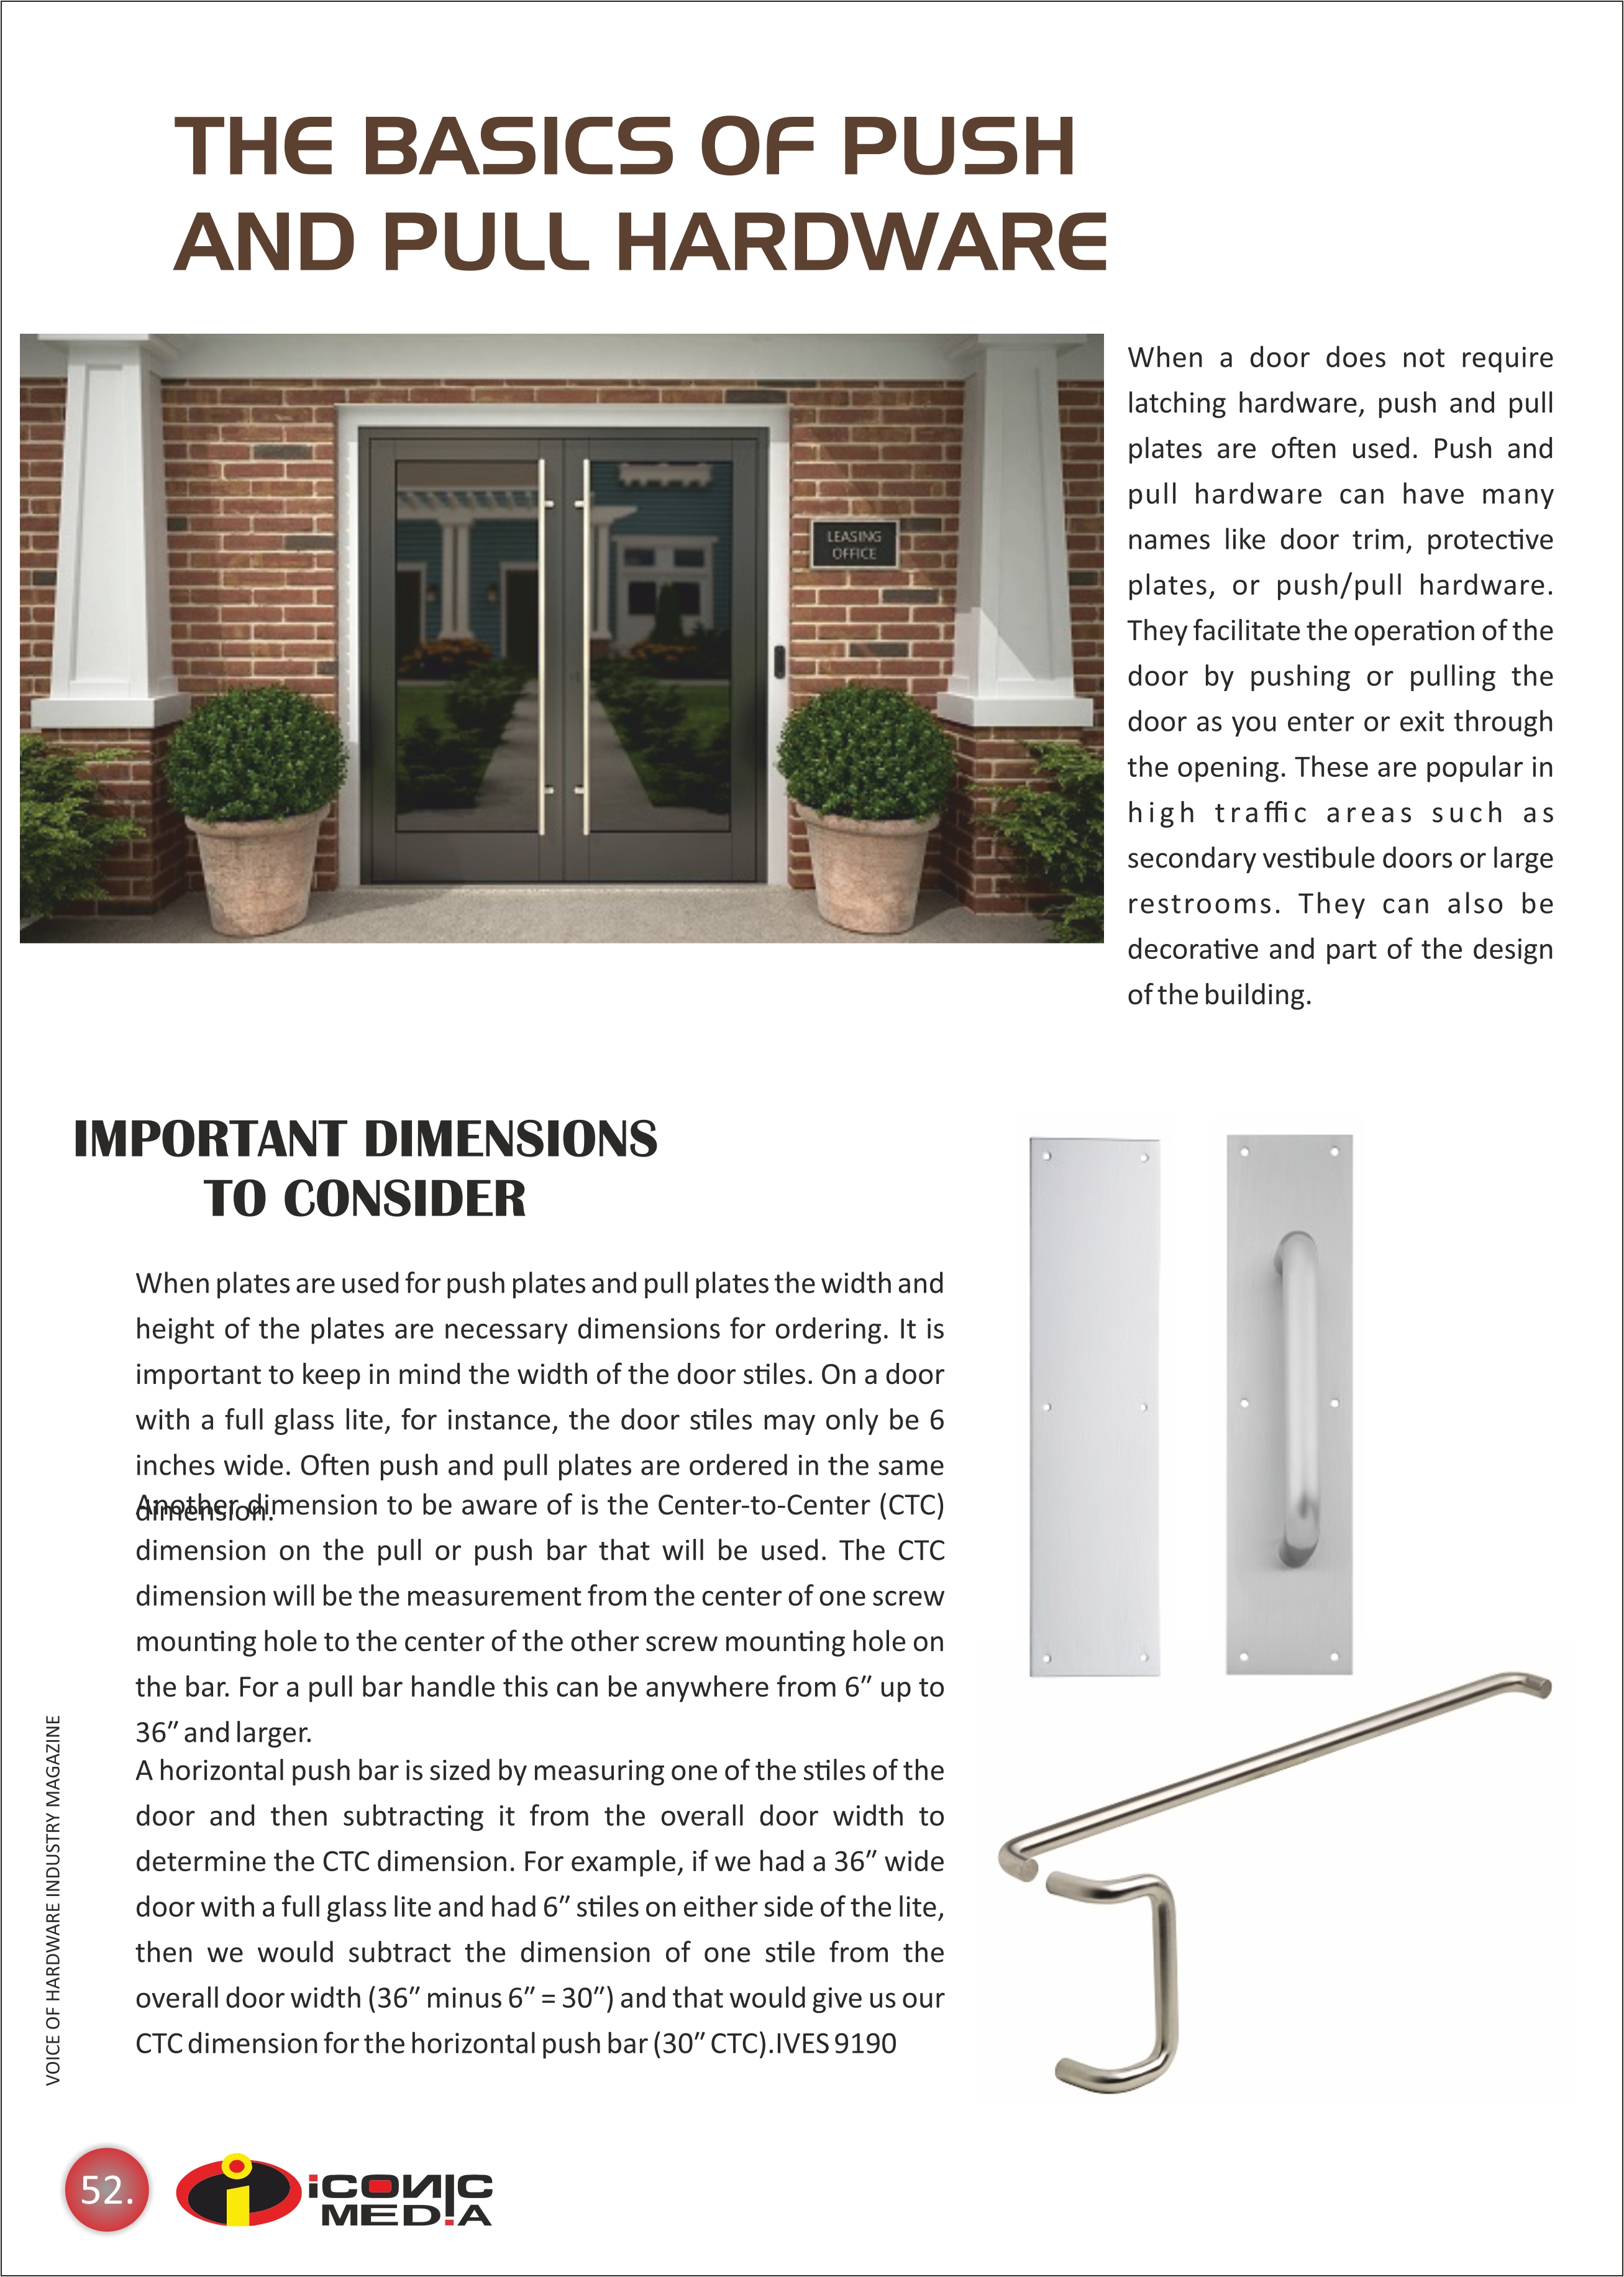 THE BASICS OF PUSH
AND PULL HARDWARE
LEASING
OFFICE
When a door does not require
latching hardware, push and pull
plates are often used. Push and
pull hardware can have many
names like door trim, protective
plates, or push/pull hardware.
They facilitate the operation of the
door by pushing or pulling the
door as you enter or exit through
the opening. These are popular in
high traffic areas such as
secondary vestibule doors or large
restrooms. They can also be
decorative and part of the design
of the building.
IMPORTANT DIMENSIONS
TO CONSIDER
When plates are used for push plates and pull plates the width and
height of the plates are necessary dimensions for ordering. It is
important to keep in mind the width of the door stiles. On a door
with a full glass lite, for instance, the door stiles may only be 6
inches wide. Often push and pull plates are ordered in the same
dimension.
Another dimension to be aware of is the Center-to-Center (CTC)
dimension on the pull or push bar that will be used. The CTC
dimension will be the measurement from the center of one screw
mounting hole to the center of the other screw mounting hole on
the bar. For a pull bar handle this can be anywhere from 6” up to
36” and larger.
A horizontal push bar is sized by measuring one of the stiles of the
door and then subtracting it from the overall door width to
determine the CTC dimension. For example, if we had a 36” wide
door with a full glass lite and had 6” stiles on either side of the lite,
then we would subtract the dimension of one stile from the
overall door width (36” minus 6” = 30”) and that would give us our
CTC dimension for the horizontal push bar (30” CTC).IVES 9190
VOICE OF HARDWARE INDUSTRY MAGAZINE
52.
iCONIC
MEDIA